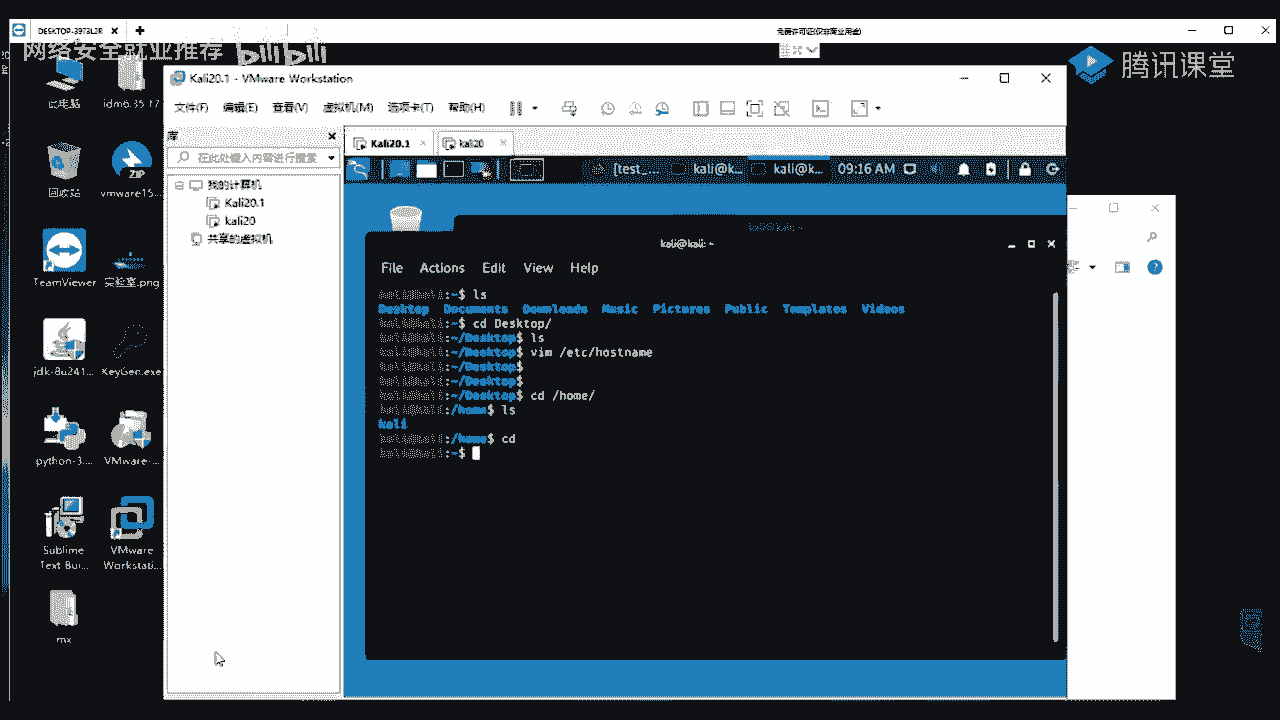 DESKTOP-3973L2R
免费许可证(仅非商业用途)
网络安全就业推荐 bilibili
腾讯课堂
此电脑
idm6.35.17
回收站
vmware15...
TeamViewer
实验室.png
jdk-8u241...
KeyGen.exe
python-3....
VMware-...
Sublime Text Bui...
VMware Workstati...
mx
Kali20.1 - VMware Workstation
文件(F) 编辑(E) 查看(V) 虚拟机(M) 选项卡(T) 帮助(H)
库
在此处键入内容进行搜索
我的计算机
Kali20.1
kali20
共享的虚拟机
Kali20.1
kali20
[test_...
kali@k...
kali@k...
09:16 AM
kali@kali: ~
File Actions Edit View Help
kali@kali:~$ ls
Desktop Documents Downloads Music Pictures Public Templates Videos
kali@kali:~$ cd Desktop/
kali@kali:~/Desktop$ ls
kali@kali:~/Desktop$ vim /etc/hostname
kali@kali:~/Desktop$
kali@kali:~/Desktop$
kali@kali:~/Desktop$ cd /home/
kali@kali:/home$ ls
kali
kali@kali:/home$ cd
kali@kali:~$